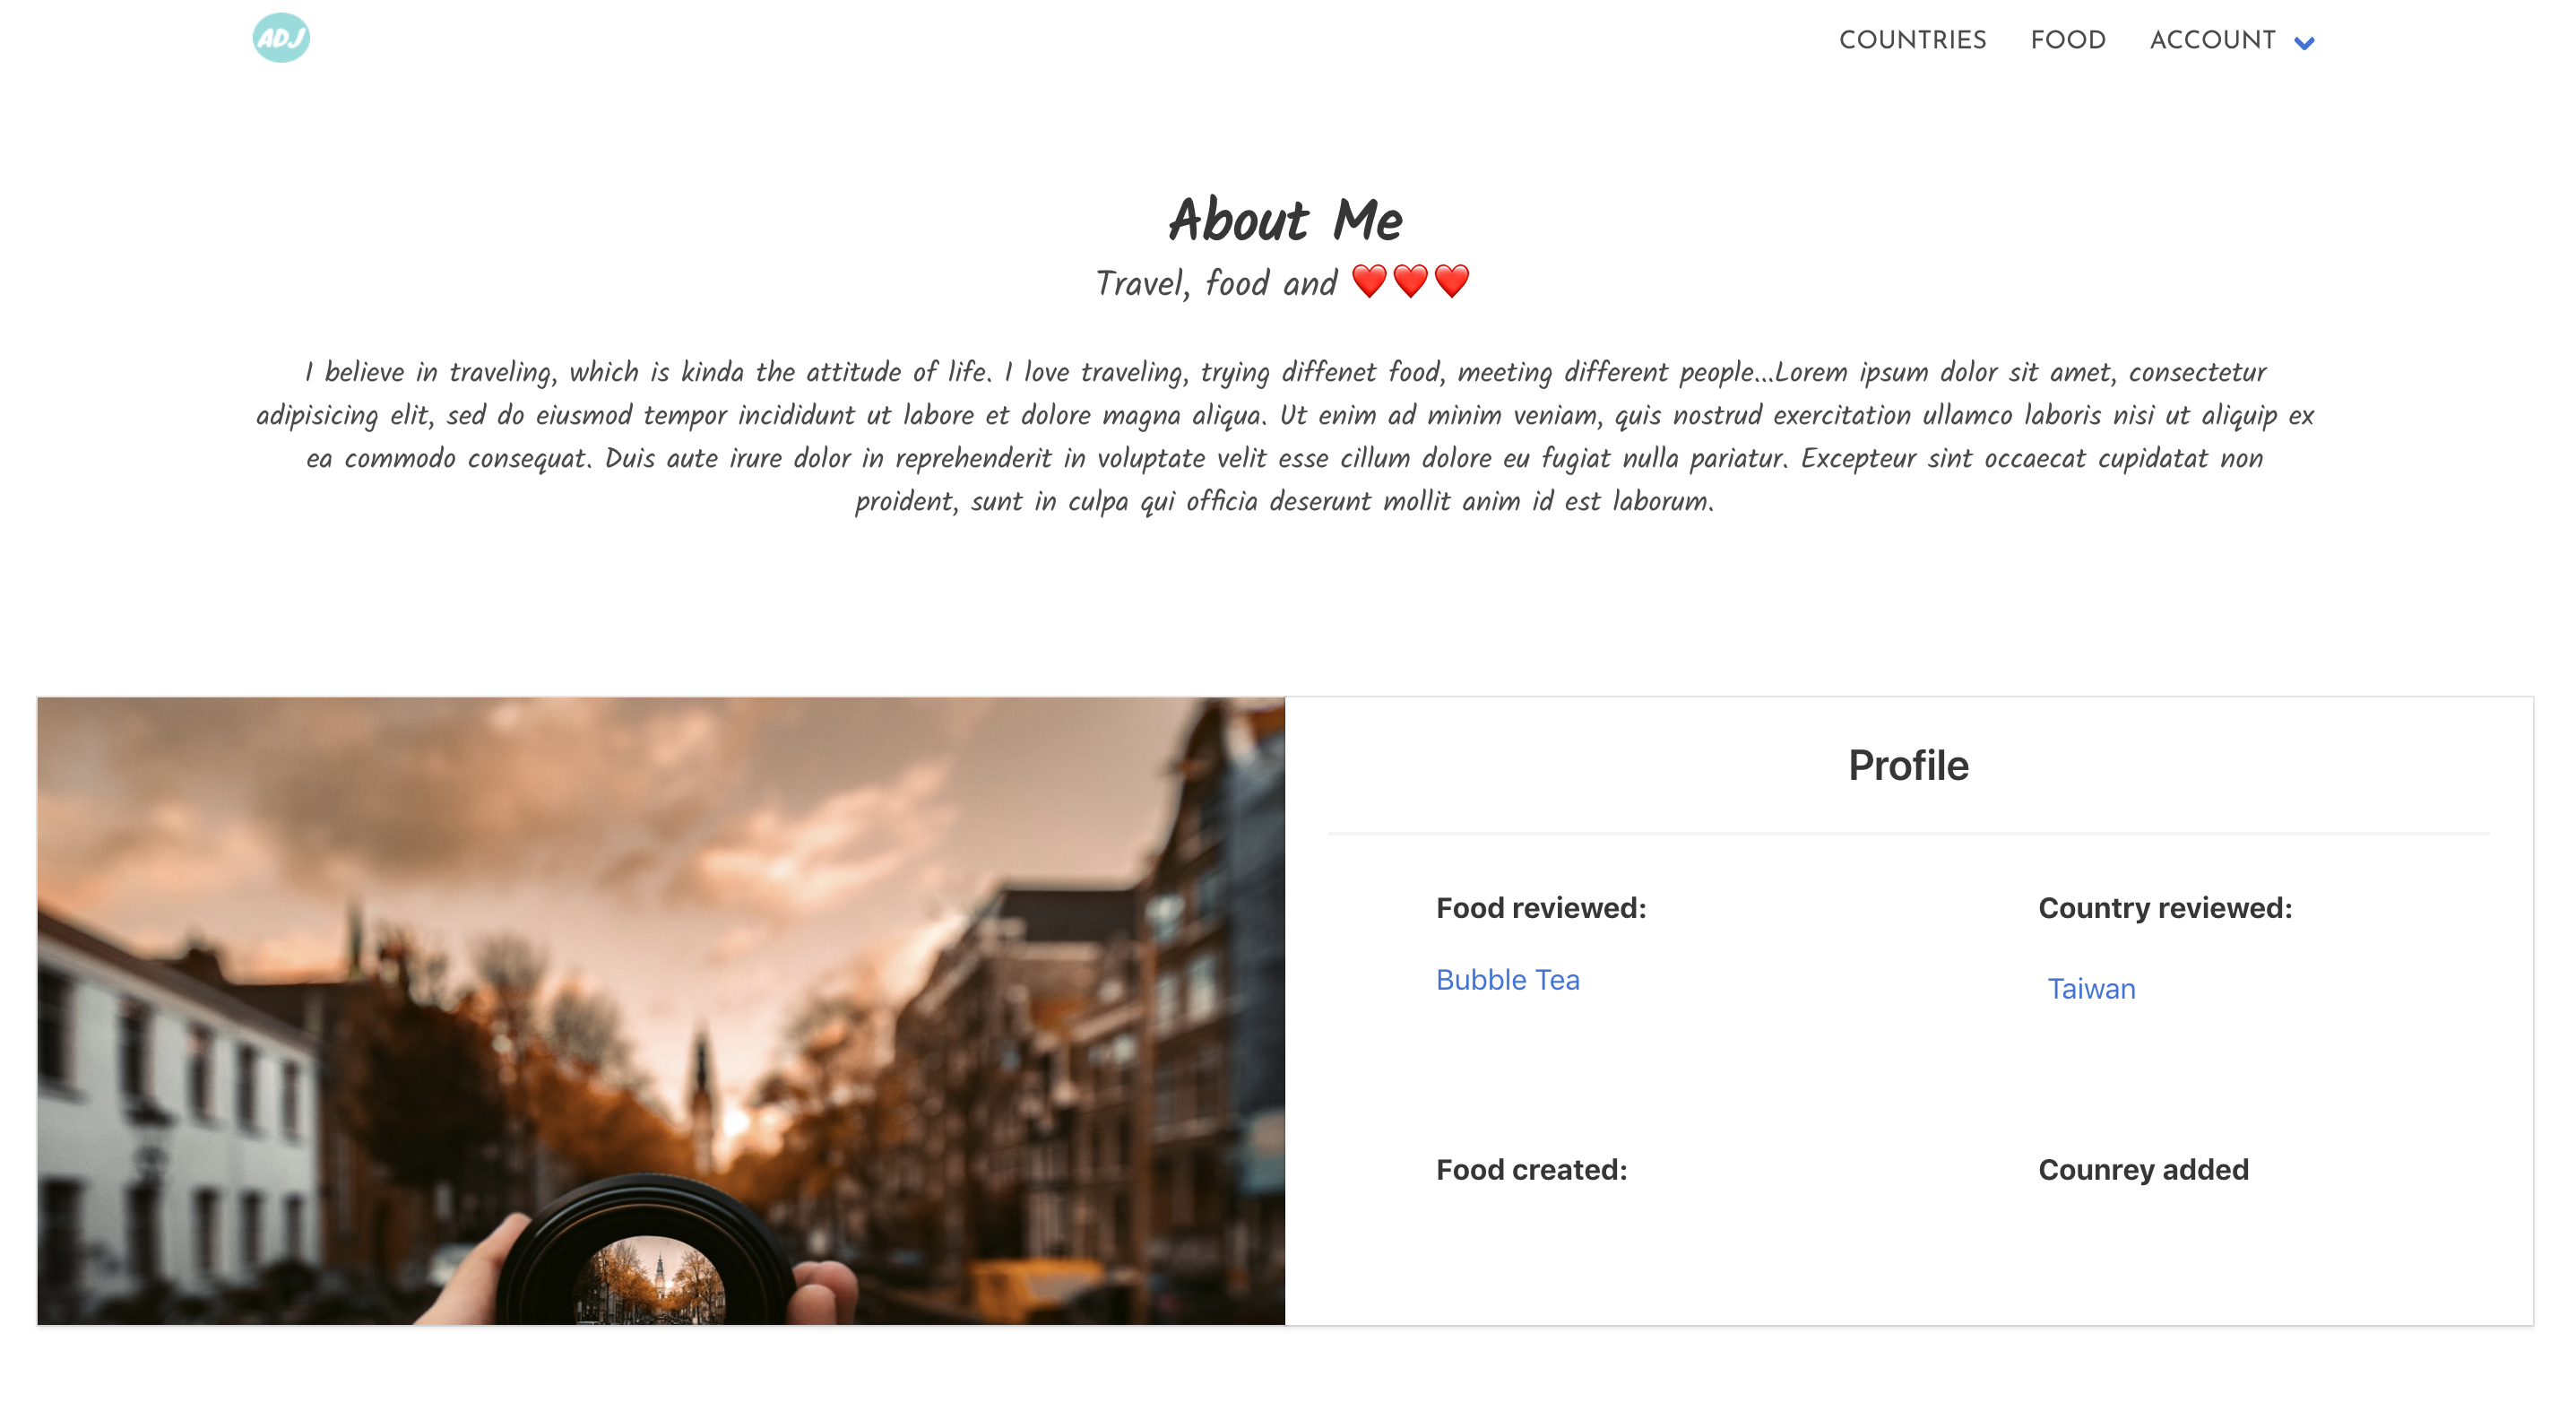 ADJ
COUNTRIES FOOD ACCOUNT
About Me
Travel, food and ❤️❤️❤️
I believe in traveling, which is kinda the attitude of life. I love traveling, trying diffenet food, meeting different people...Lorem ipsum dolor sit amet, consectetur
adipisicing elit, sed do eiusmod tempor incididunt ut labore et dolore magna aliqua. Ut enim ad minim veniam, quis nostrud exercitation ullamco laboris nisi ut aliquip ex
ea commodo consequat. Duis aute irure dolor in reprehenderit in voluptate velit esse cillum dolore eu fugiat nulla pariatur. Excepteur sint occaecat cupidatat non
proident, sunt in culpa qui officia deserunt mollit anim id est laborum.
Profile
Food reviewed:
Bubble Tea
Country reviewed:
Taiwan
Food created:
Counrey added